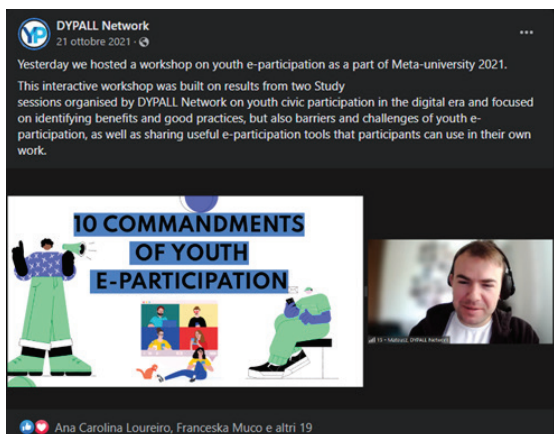 YP
DYPALL Network
21 ottobre 2021 ·
Yesterday we hosted a workshop on youth e-participation as a part of Meta-university 2021.
This interactive workshop was built on results from two Study
sessions organised by DYPALL Network on youth civic participation in the digital era and focused
on identifying benefits and good practices, but also barriers and challenges of youth e-
participation, as well as sharing useful e-participation tools that participants can use in their own
work.
10 COMMANDMENTS
OF YOUTH
E-PARTICIPATION
DYPALL Network
Ana Carolina Loureiro, Franceska Muco e altri 19